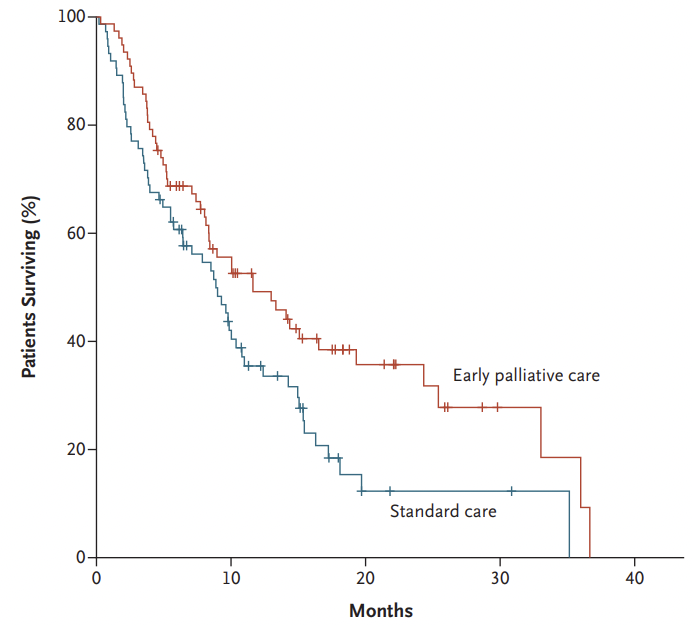 100
80
60
40
20
0
Patients Surviving (%)
Early palliative care
Standard care
0 10 20 30 40
Months